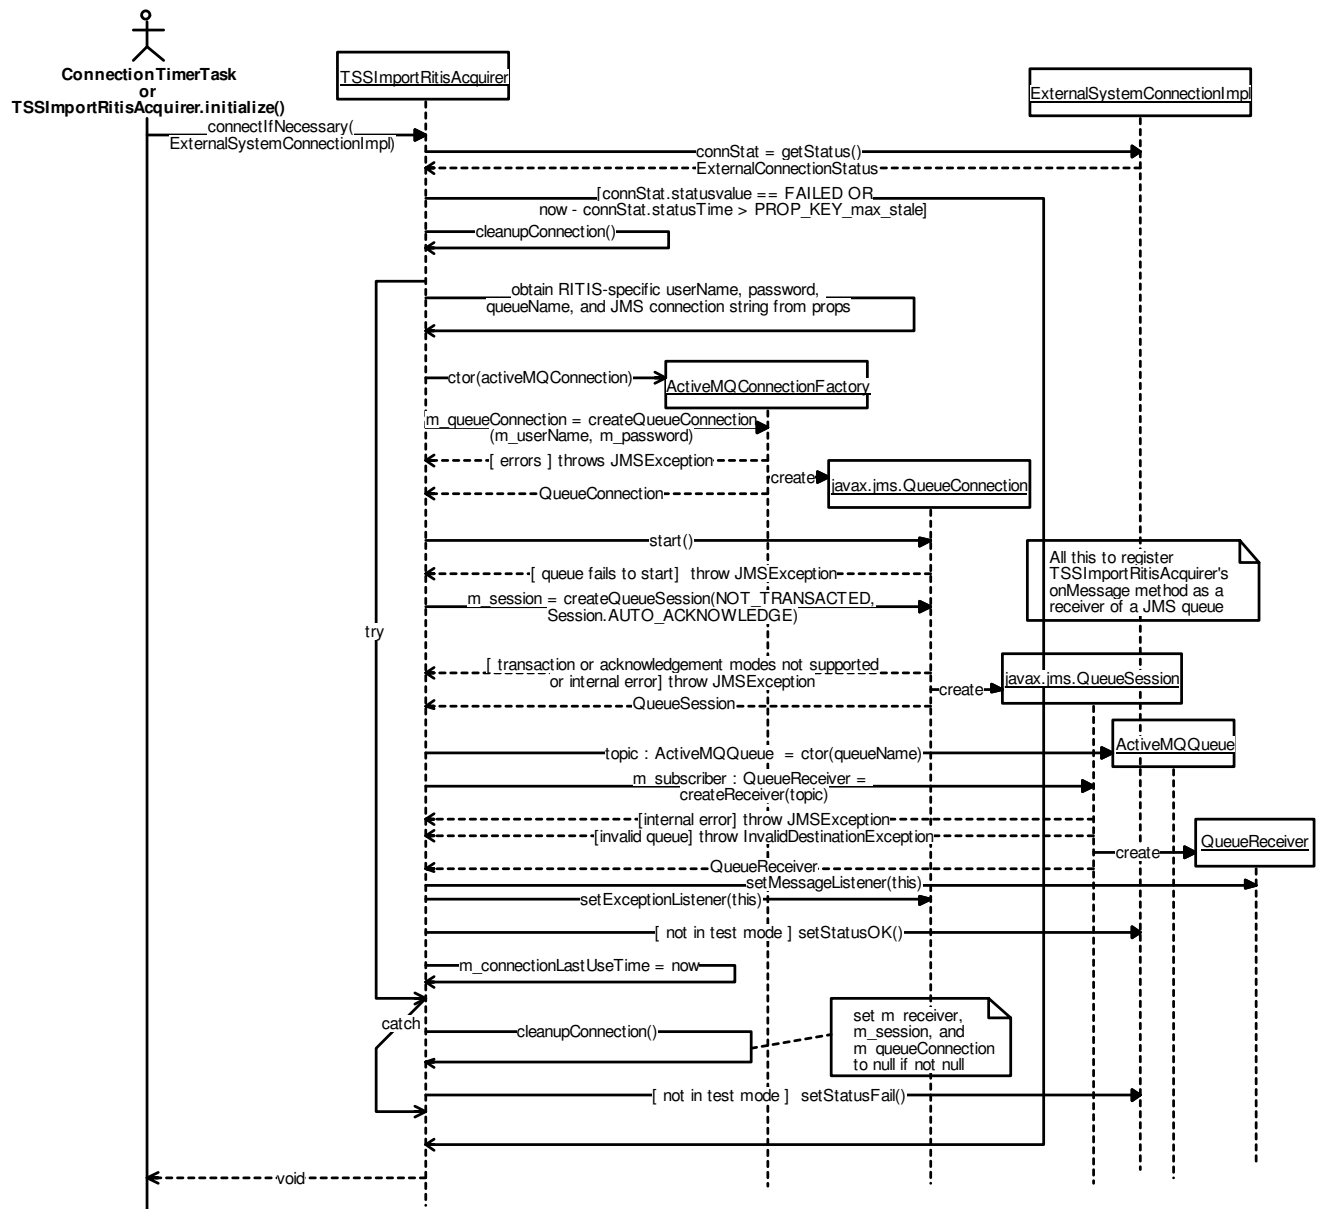 ConnectionTimerTask
or
TSSImportRitisAcquirer.initialize()
TSSImportRitisAcquirer
ExternalSystemConnectionImpl
connectIfNecessary(
ExternalSystemConnectionImpl)
connStat = getStatus()
ExternalConnectionStatus
[connStat.statusvalue == FAILED OR
now - connStat.statusTime > PROP_KEY_max_stale]
cleanupConnection()
obtain RITIS-specific userName, password,
queueName, and JMS connection string from props
ctor(activeMQConnection)
ActiveMQConnectionFactory
m_queueConnection = createQueueConnection
(m_userName, m_password)
[ errors ] throws JMSException
create
javax.jms.QueueConnection
QueueConnection
start()
[ queue fails to start] throw JMSException
All this to register
TSSImportRitisAcquirer's
onMessage method as a
receiver of a JMS queue
m_session = createQueueSession(NOT_TRANSACTED,
Session.AUTO_ACKNOWLEDGE)
try
[ transaction or acknowledgement modes not supported
or internal error] throw JMSException
create
javax.jms.QueueSession
QueueSession
topic : ActiveMQQueue = ctor(queueName)
ActiveMQQueue
m_subscriber : QueueReceiver =
createReceiver(topic)
[internal error] throw JMSException
[invalid queue] throw InvalidDestinationException
create
QueueReceiver
QueueReceiver
setMessageListener(this)
setExceptionListener(this)
[ not in test mode ] setStatusOK()
m_connectionLastUseTime = now
catch
cleanupConnection()
set m_receiver,
m_session, and
m_queueConnection
to null if not null
[ not in test mode ] setStatusFail()
void